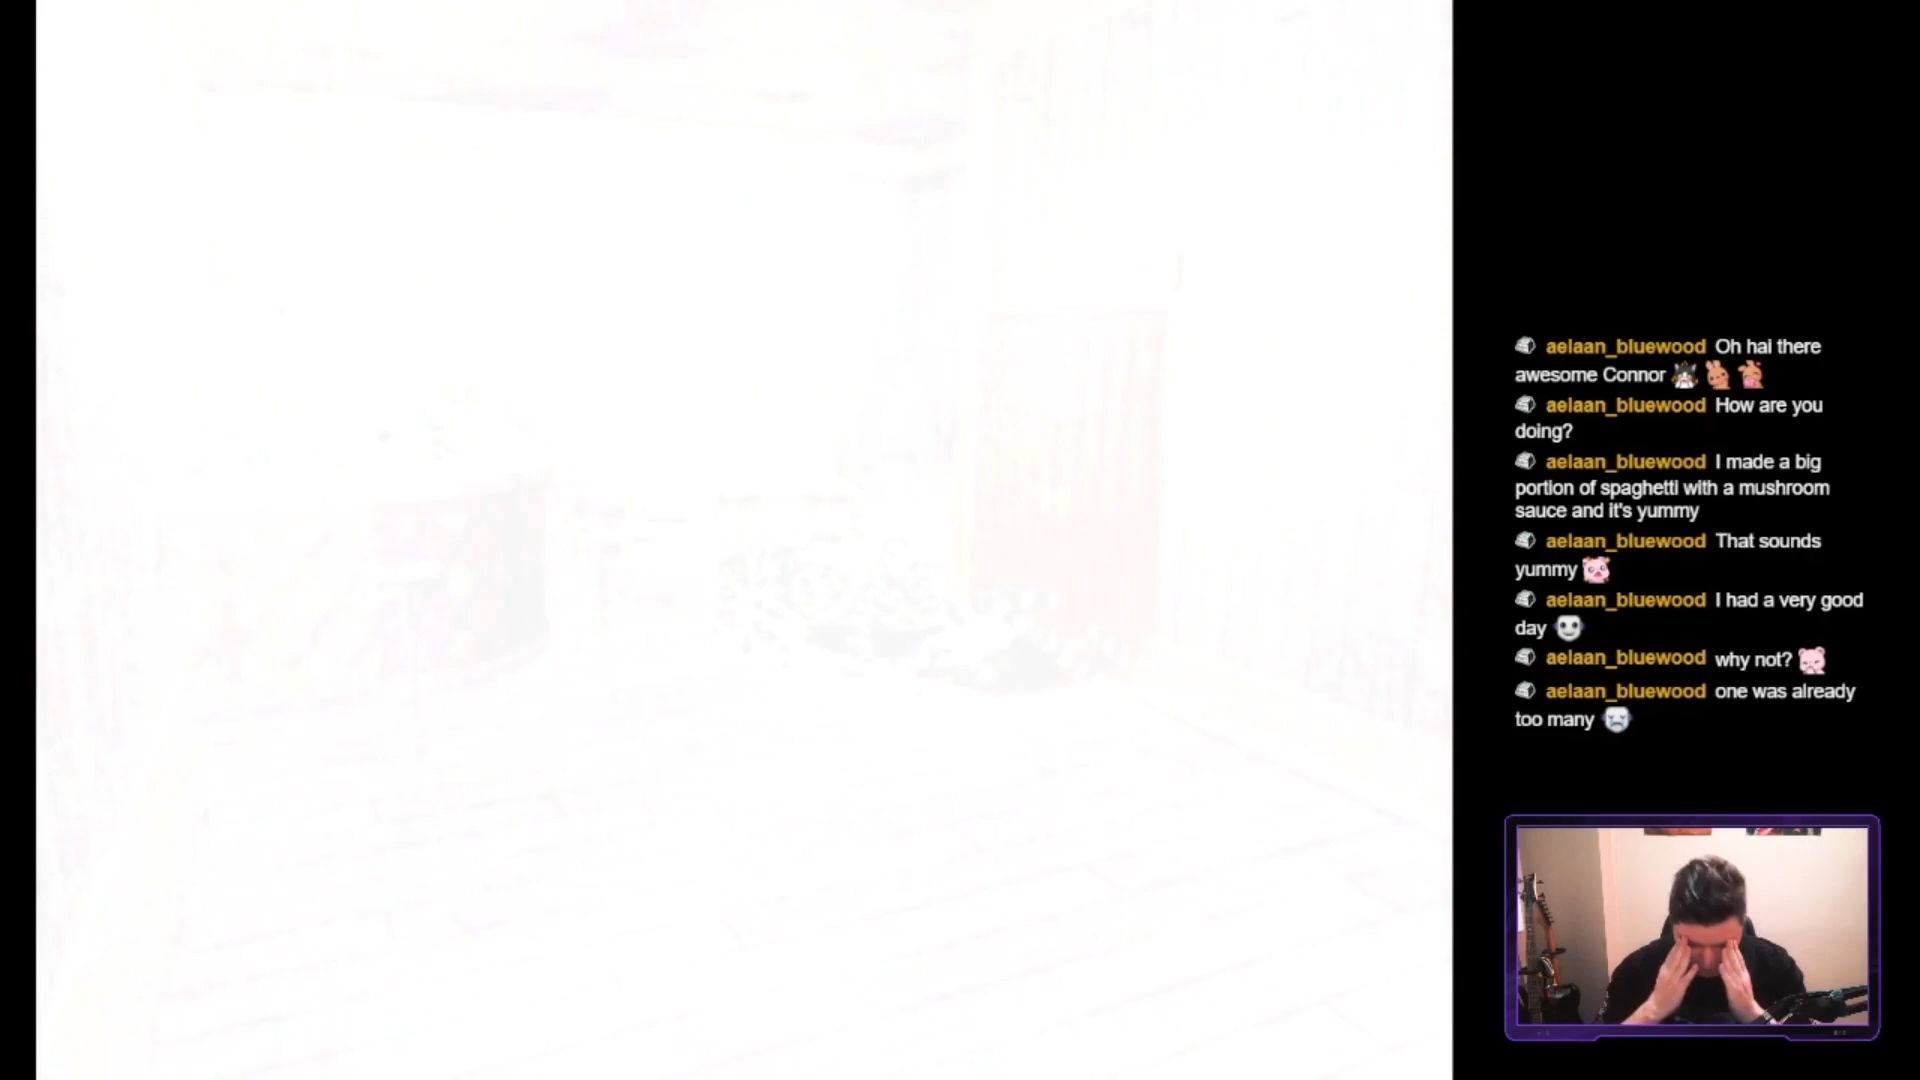 aelaan_bluewood Oh hai there
awesome Connor
aelaan_bluewood How are you
doing?
aelaan_bluewood I made a big
portion of spaghetti with a mushroom
sauce and it's yummy
aelaan_bluewood That sounds
yummy
aelaan_bluewood I had a very good
day
aelaan_bluewood why not?
aelaan_bluewood one was already
too many